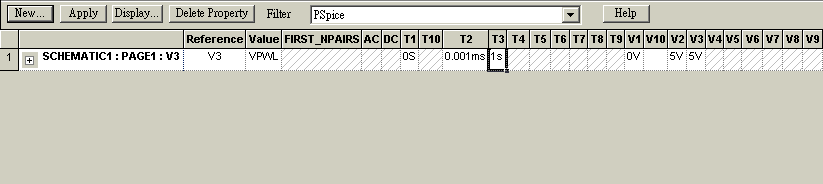 New... Apply Display... Delete Property Filter PSpice Help
Reference Value FIRST_NPAIRS AC DC T1 T10 T2 T3 T4 T5 T6 T7 T8 T9 V1 V10 V2 V3 V4 V5 V6 V7 V8 V9
1 + SCHEMATIC1 : PAGE1 : V3 V3 VPWL 0S 0.001ms 1s 0V 5V 5V